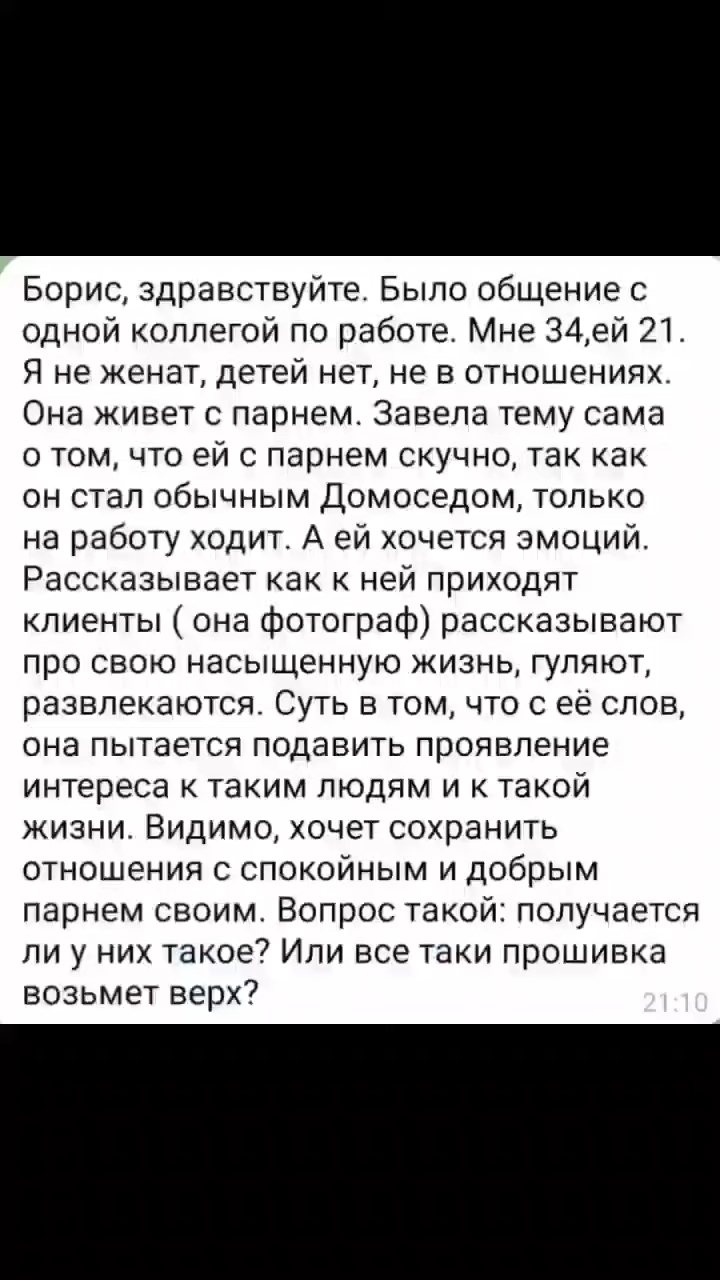 Борис, здравствуйте. Было общение с
одной коллегой по работе. Мне 34,ей 21.
Я не женат, детей нет, не в отношениях.
Она живет с парнем. Завела тему сама
о том, что ей с парнем скучно, так как
он стал обычным Домоседом, только
на работу ходит. А ей хочется эмоций.
Рассказывает как к ней приходят
клиенты ( она фотограф) рассказывают
про свою насыщенную жизнь, гуляют,
развлекаются. Суть в том, что с её слов,
она пытается подавить проявление
интереса к таким людям и к такой
жизни. Видимо, хочет сохранить
отношения с спокойным и добрым
парнем своим. Вопрос такой: получается
ли у них такое? Или все таки прошивка
возьмет верх?
21:10